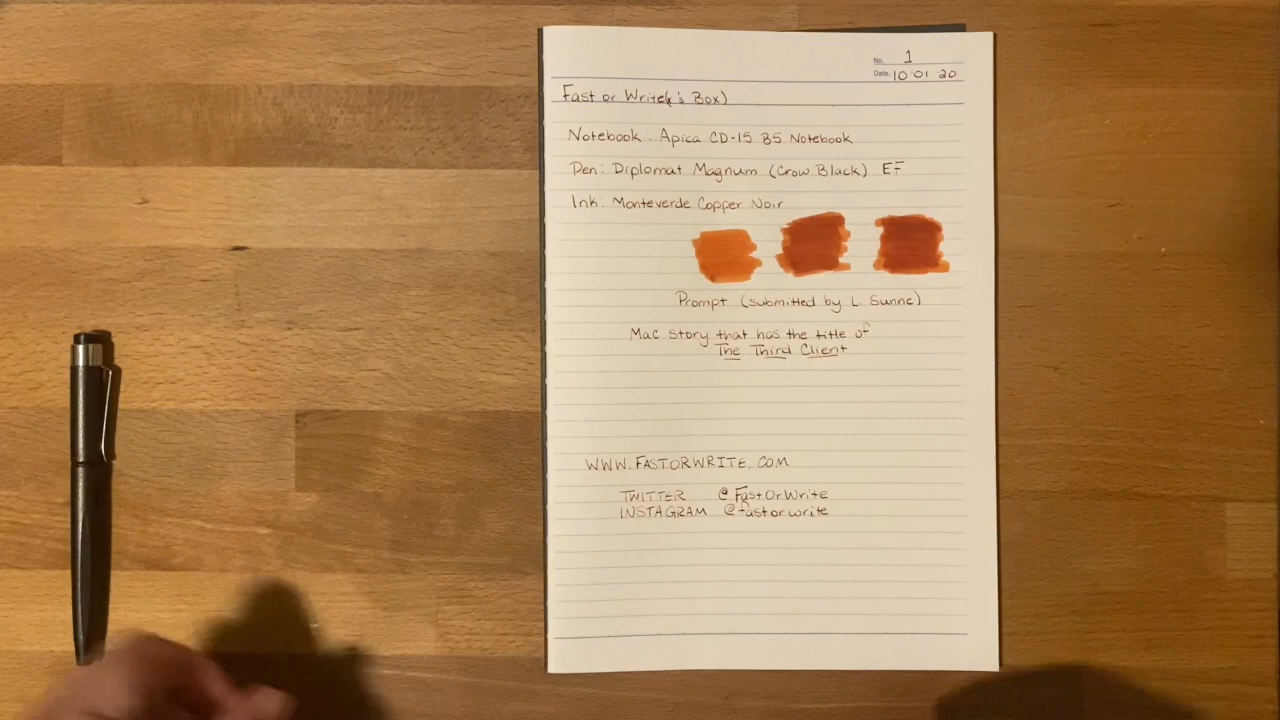 No. 1
Date. 10 01 20
Fast or Write(r's Box)
Notebook: Apica CD-15 B5 Notebook
Pen: Diplomat Magnum (Crow Black) EF
Ink: Monteverde Copper Noir
Prompt (submitted by L. Sunne)
Mac story that has the title of
The Third Client
WWW.FASTORWRITE.COM
TWITTER @FastOrWrite
INSTAGRAM @fastorwrite